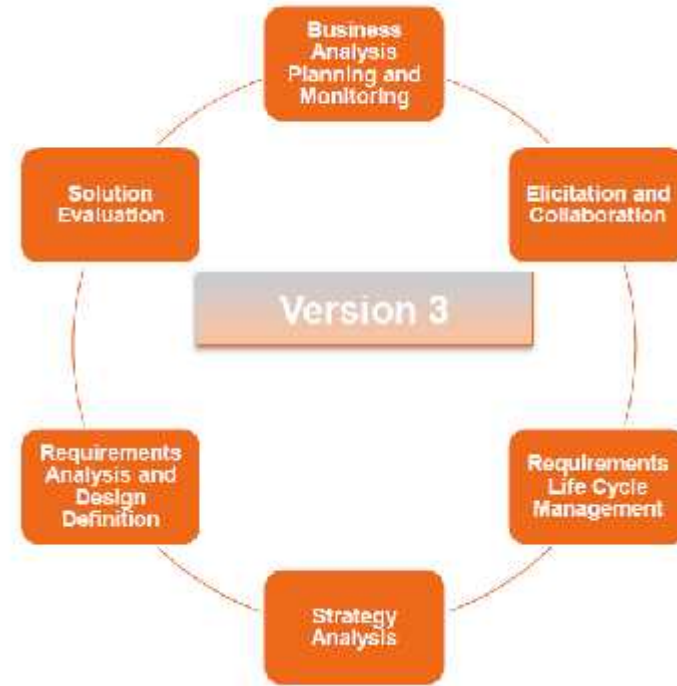 Business
Analysis
Planning and
Monitoring
Solution
Evaluation
Elicitation and
Collaboration
Version 3
Requirements
Analysis and
Design
Definition
Requirements
Life Cycle
Management
Strategy
Analysis